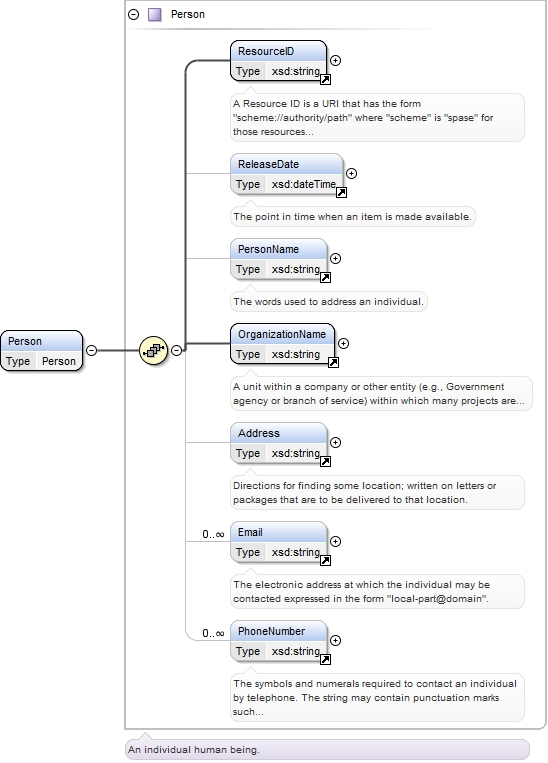 Person
ResourceID
Type xsd:string
A Resource ID is a URI that has the form
"scheme://authority/path" where "scheme" is "spase" for
those resources...
ReleaseDate
Type xsd:dateTime
The point in time when an item is made available.
PersonName
Type xsd:string
The words used to address an individual.
Person
Type Person
OrganizationName
Type xsd:string
A unit within a company or other entity (e.g., Government
agency or branch of service) within which many projects are...
Address
Type xsd:string
Directions for finding some location; written on letters or
packages that are to be delivered to that location.
0..∞
Email
Type xsd:string
The electronic address at which the individual may be
contacted expressed in the form "local-part@domain".
0..∞
PhoneNumber
Type xsd:string
The symbols and numerals required to contact an individual
by telephone. The string may contain punctuation marks
such...
An individual human being.